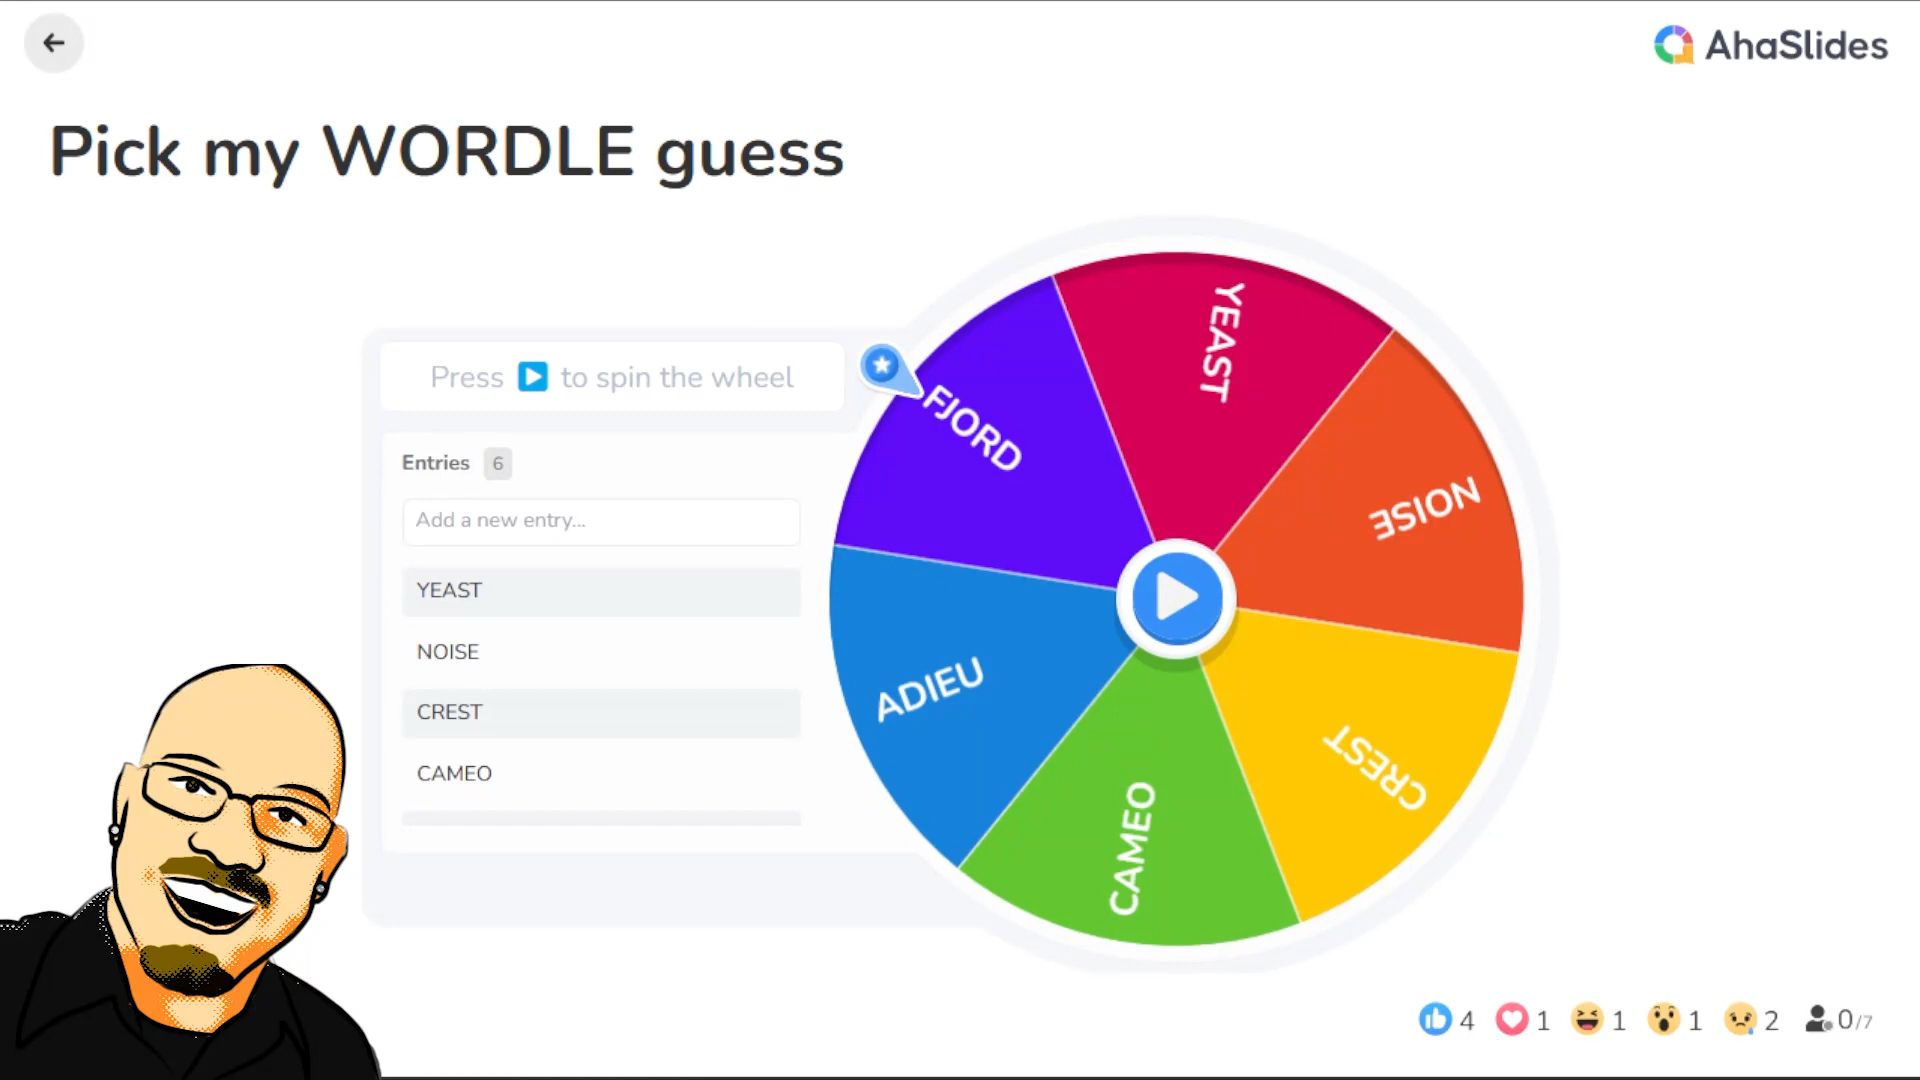 AhaSlides
Pick my WORDLE guess
Press ▶ to spin the wheel
Entries 6
Add a new entry...
YEAST
NOISE
CREST
CAMEO
FJORD
YEAST
NOISE
CREST
CAMEO
ADIEU
4 1 1 1 2 0/7